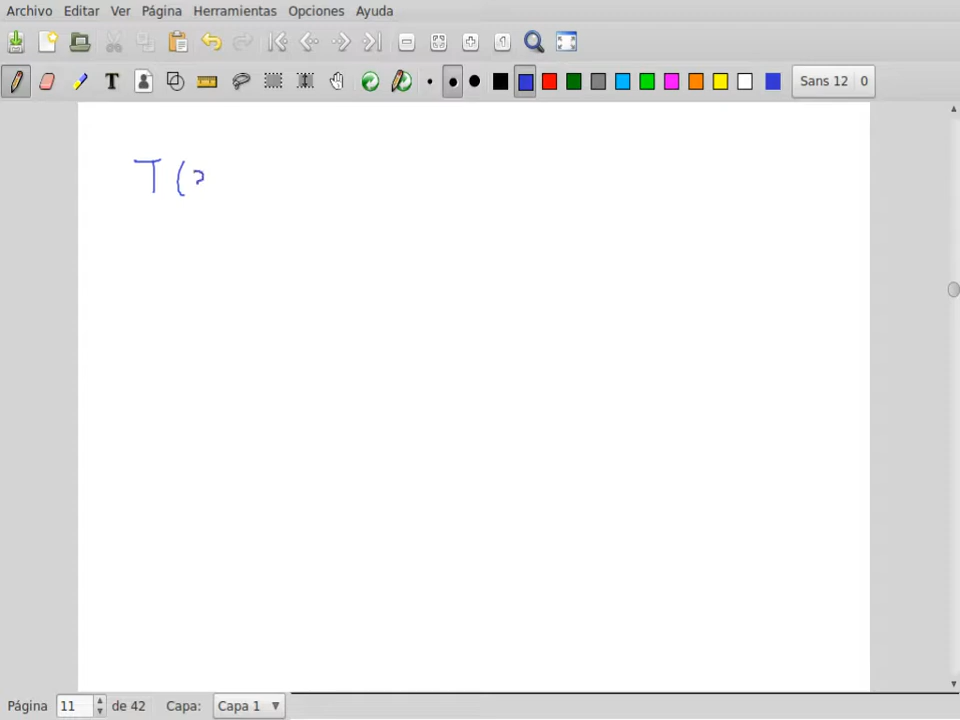 Archivo Editar Ver Página Herramientas Opciones Ayuda
T Sans 12 0
T (
Página 11 de 42 Capa: Capa 1